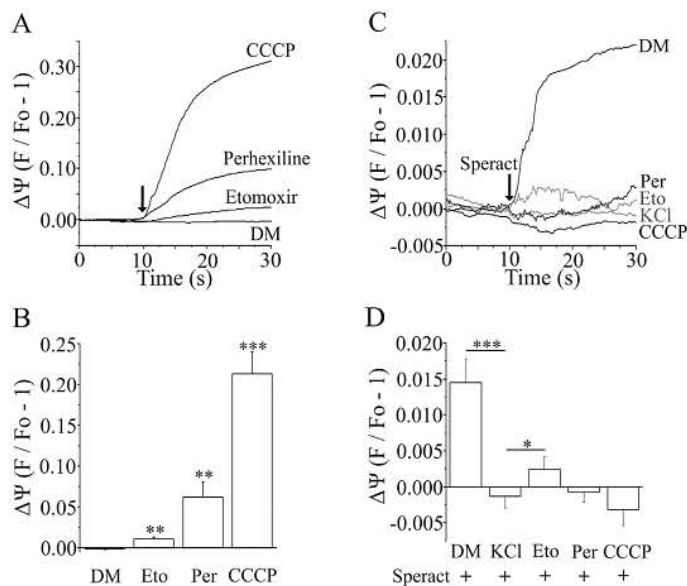 A
ΔΨ (F / Fo - 1)
0.30
0.20
0.10
0.00
CCCP
Perhexiline
Etomoxir
DM
0 10 20 30
Time (s)
C
ΔΨ (F / Fo - 1)
0.020
0.015
0.010
0.005
0.000
-0.005
DM
Speract
Per
Eto
KCl
CCCP
0 10 20 30
Time (s)
B
ΔΨ (F / Fo - 1)
0.25
0.20
0.15
0.10
0.05
0.00
***
**
**
DM Eto Per CCCP
D
ΔΨ (F / Fo - 1)
0.020
0.015
0.010
0.005
0.000
-0.005
***
*
DM KCl Eto Per CCCP
Speract + + + + +